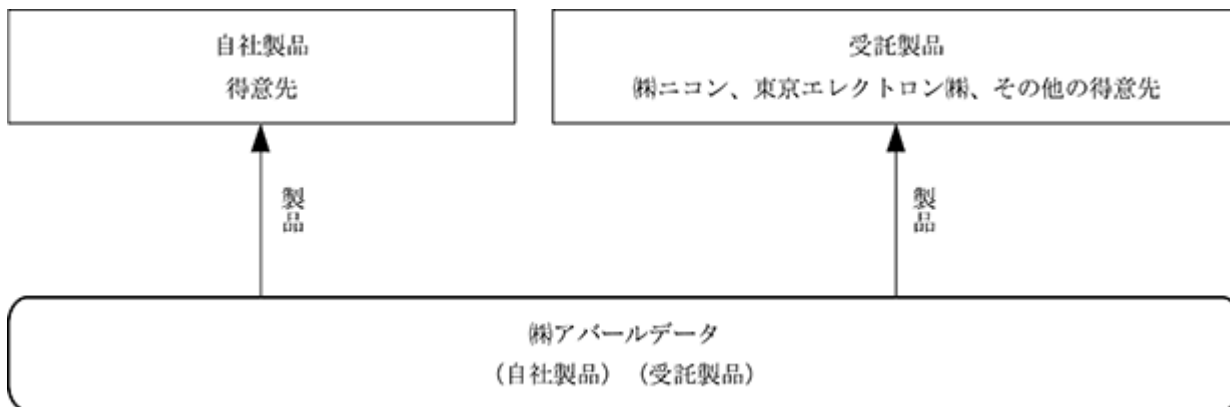 自社製品
得意先
受託製品
㈱ニコン、東京エレクトロン㈱、その他の得意先
製品
製品
㈱アバールデータ
（自社製品）（受託製品）